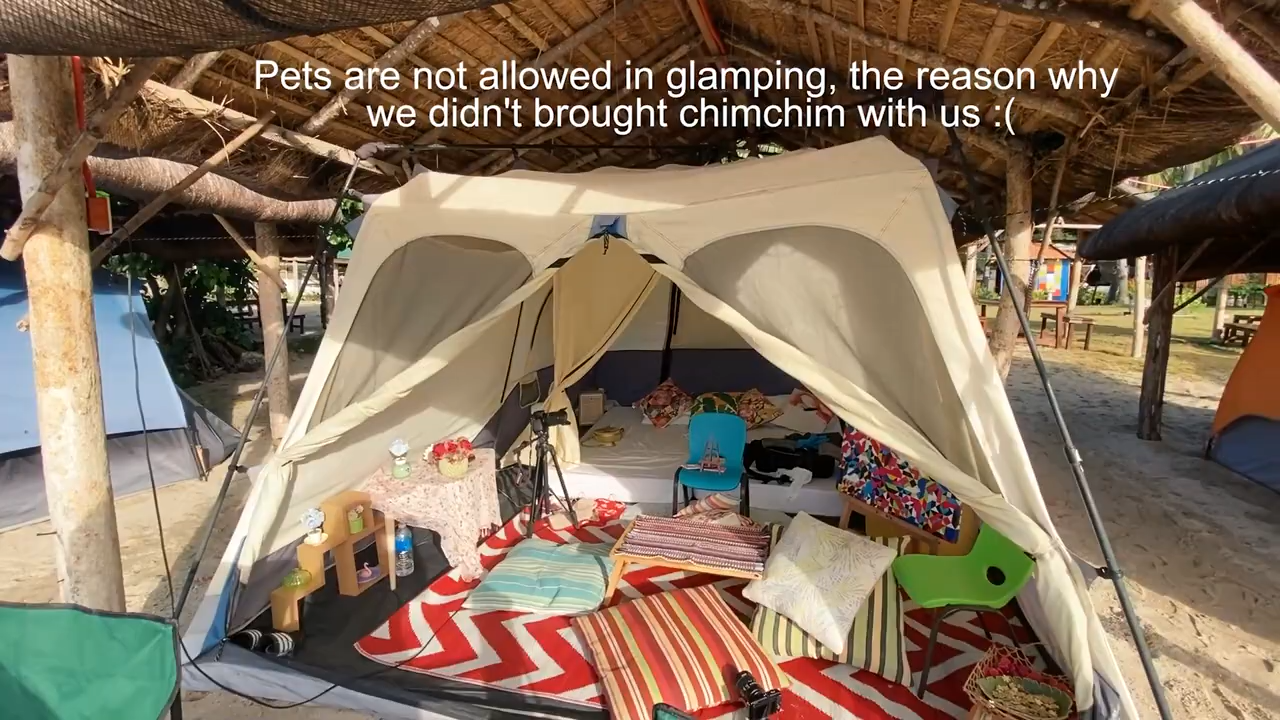 Pets are not allowed in glamping, the reason why
we didn't brought chimchim with us :(